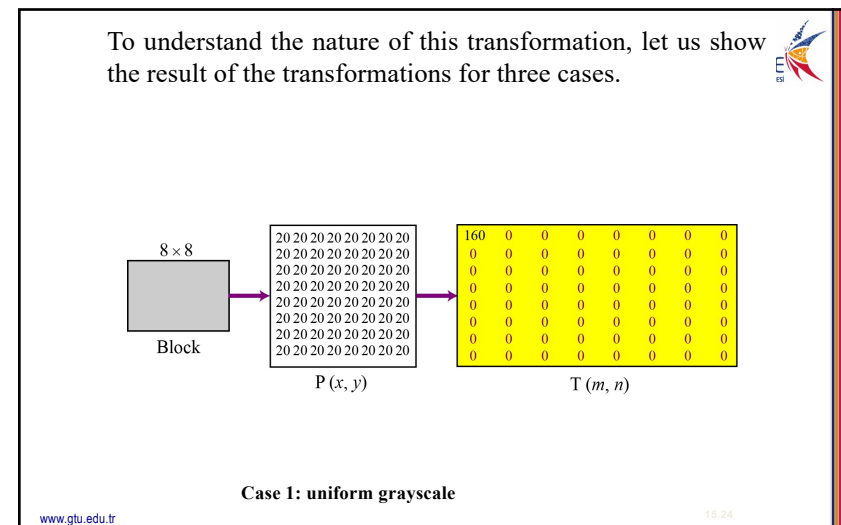 To understand the nature of this transformation, let us show
the result of the transformations for three cases.
E
ESİ
8 × 8
Block
20 20 20 20 20 20 20 20
20 20 20 20 20 20 20 20
20 20 20 20 20 20 20 20
20 20 20 20 20 20 20 20
20 20 20 20 20 20 20 20
20 20 20 20 20 20 20 20
20 20 20 20 20 20 20 20
20 20 20 20 20 20 20 20
P (x, y)
160 0 0 0 0 0 0 0
0 0 0 0 0 0 0 0
0 0 0 0 0 0 0 0
0 0 0 0 0 0 0 0
0 0 0 0 0 0 0 0
0 0 0 0 0 0 0 0
0 0 0 0 0 0 0 0
0 0 0 0 0 0 0 0
T (m, n)
Case 1: uniform grayscale
www.gtu.edu.tr
15.24